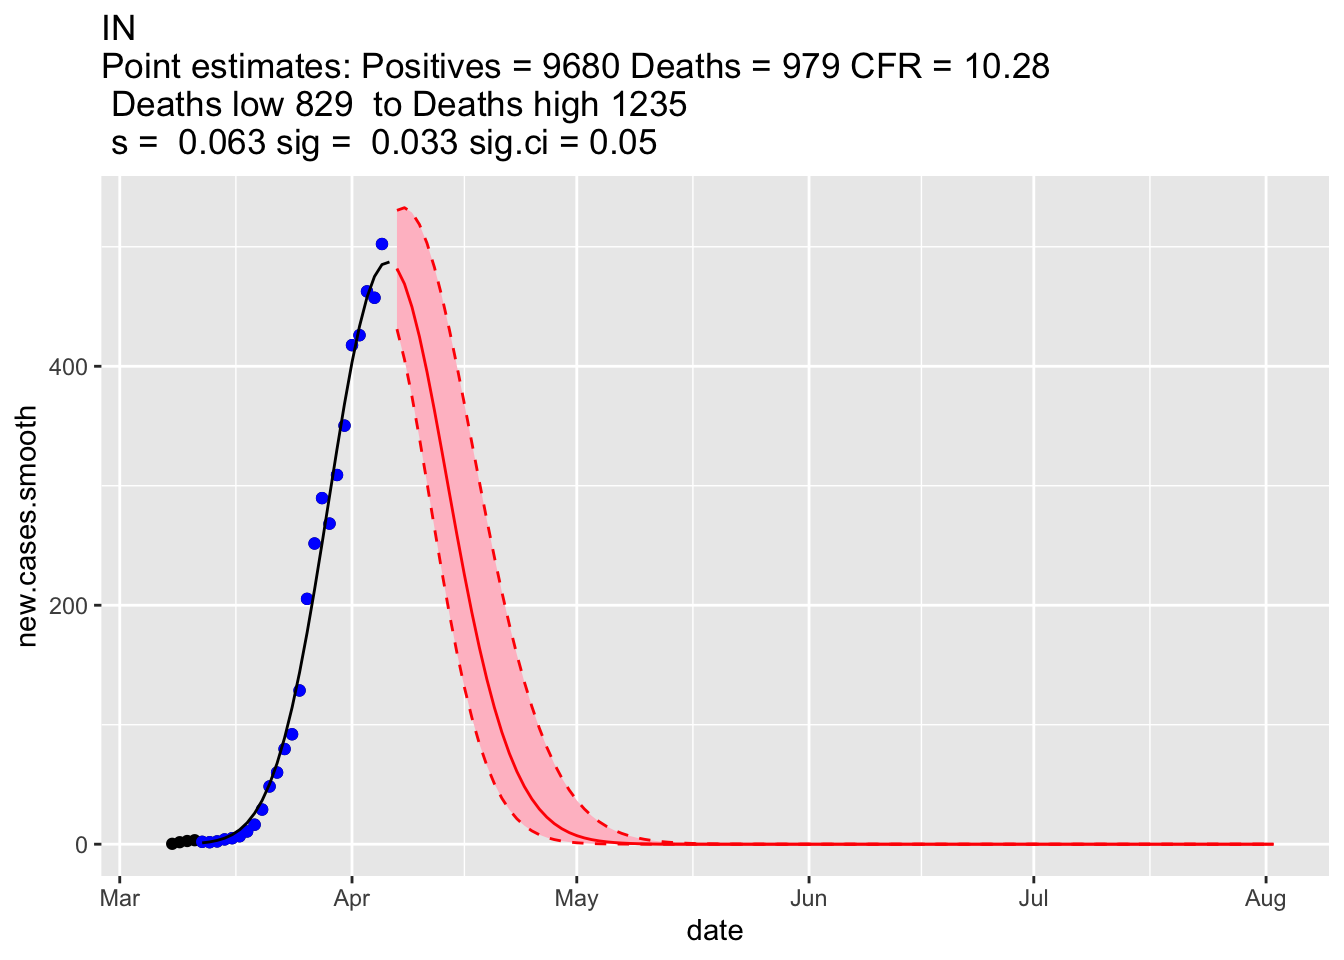 IN
Point estimates: Positives = 9680 Deaths = 979 CFR = 10.28
Deaths low 829  to Deaths high 1235
s =  0.063 sig =  0.033 sig.ci = 0.05
new.cases.smooth
400
200
0
Mar Apr May Jun Jul Aug
date